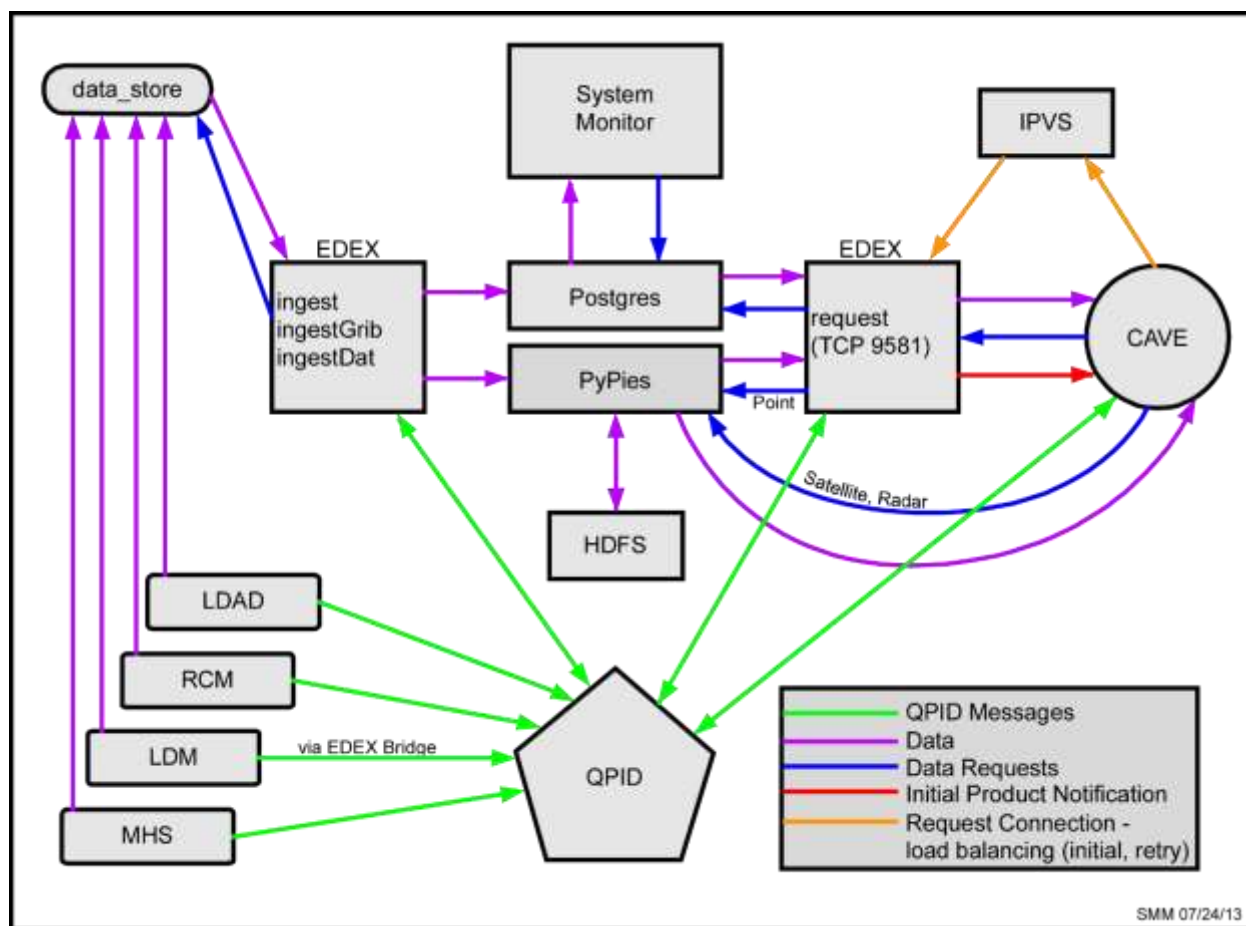 data_store
System
Monitor
IPVS
EDEX
ingest
ingestGrib
ingestDat
Postgres
PyPies
EDEX
request
(TCP 9581)
CAVE
Point
Satellite, Radar
HDFS
LDAD
RCM
LDM
via EDEX Bridge
MHS
QPID
QPID Messages
Data
Data Requests
Initial Product Notification
Request Connection -
load balancing (initial, retry)
SMM 07/24/13